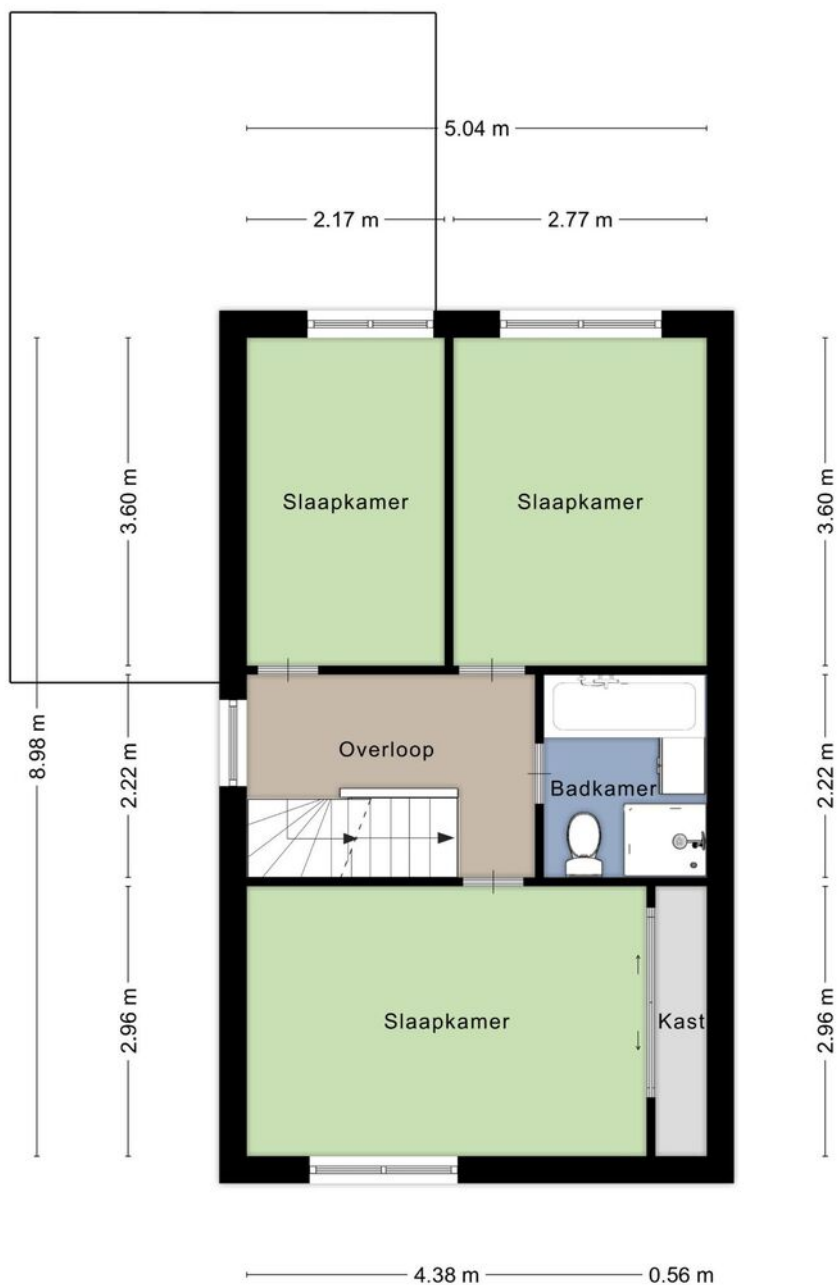 5.04 m
2.17 m
2.77 m
3.60 m
3.60 m
Slaapkamer
Slaapkamer
8.98 m
2.22 m
2.22 m
Overloop
Badkamer
2.96 m
2.96 m
Slaapkamer
Kast
4.38 m
0.56 m